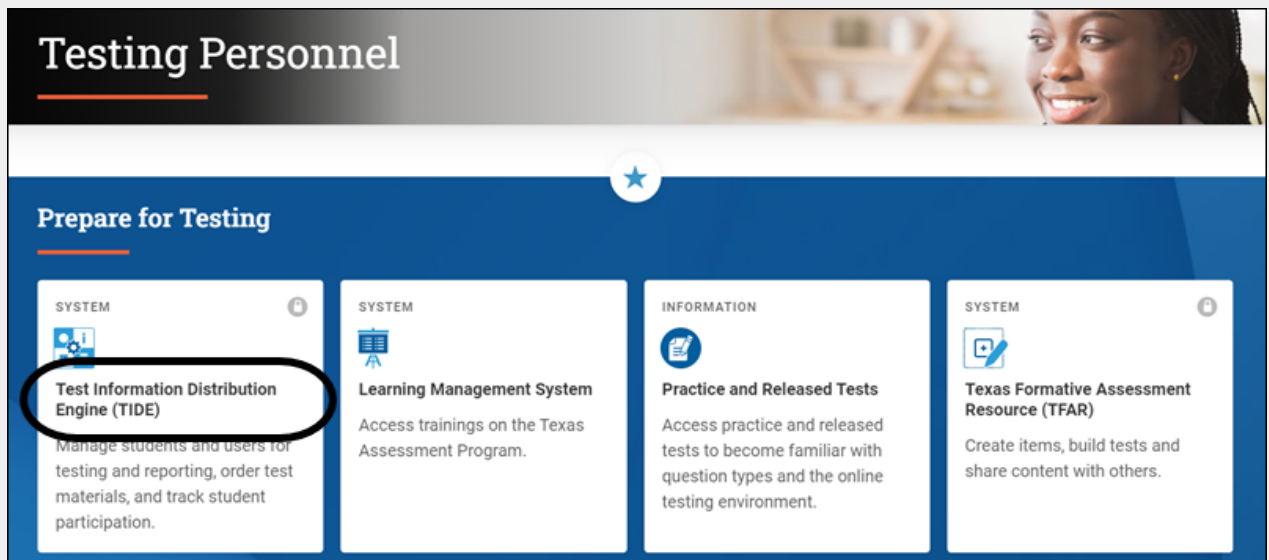 Testing Personnel
Prepare for Testing
SYSTEM
Test Information Distribution
Engine (TIDE)
Manage students and users for
testing and reporting, order test
materials, and track student
participation.
SYSTEM
Learning Management System
Access trainings on the Texas
Assessment Program.
INFORMATION
Practice and Released Tests
Access practice and released
tests to become familiar with
question types and the online
testing environment.
SYSTEM
Texas Formative Assessment
Resource (TFAR)
Create items, build tests and
share content with others.